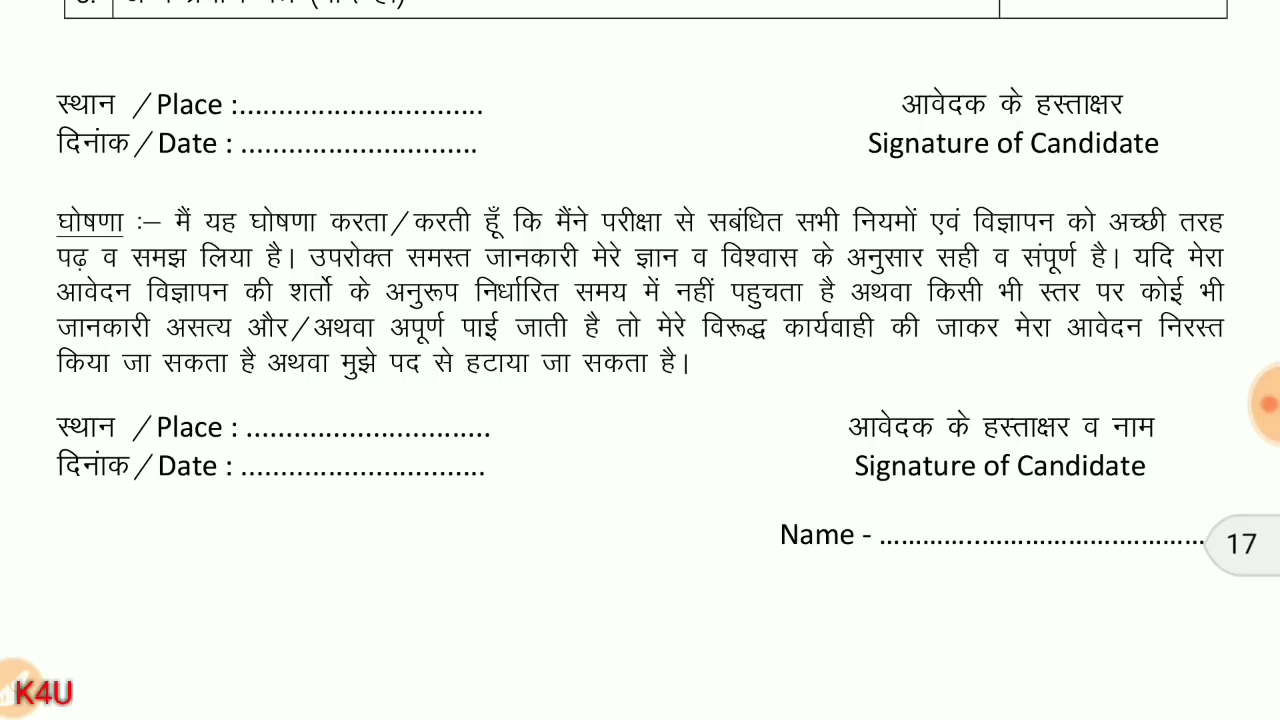 स्थान / Place :...............................
आवेदक के हस्ताक्षर
दिनांक / Date : ..............................
Signature of Candidate
घोषणा :– मैं यह घोषणा करता/करती हूँ कि मैंने परीक्षा से सबंधित सभी नियमों एवं विज्ञापन को अच्छी तरह
पढ़ व समझ लिया है। उपरोक्त समस्त जानकारी मेरे ज्ञान व विश्वास के अनुसार सही व संपूर्ण है। यदि मेरा
आवेदन विज्ञापन की शर्तो के अनुरूप निर्धारित समय में नहीं पहुचता है अथवा किसी भी स्तर पर कोई भी
जानकारी असत्य और/अथवा अपूर्ण पाई जाती है तो मेरे विरूद्ध कार्यवाही की जाकर मेरा आवेदन निरस्त
किया जा सकता है अथवा मुझे पद से हटाया जा सकता है।
स्थान / Place : ...............................
आवेदक के हस्ताक्षर व नाम
दिनांक / Date : ...............................
Signature of Candidate
Name - .............................................
17
K4U